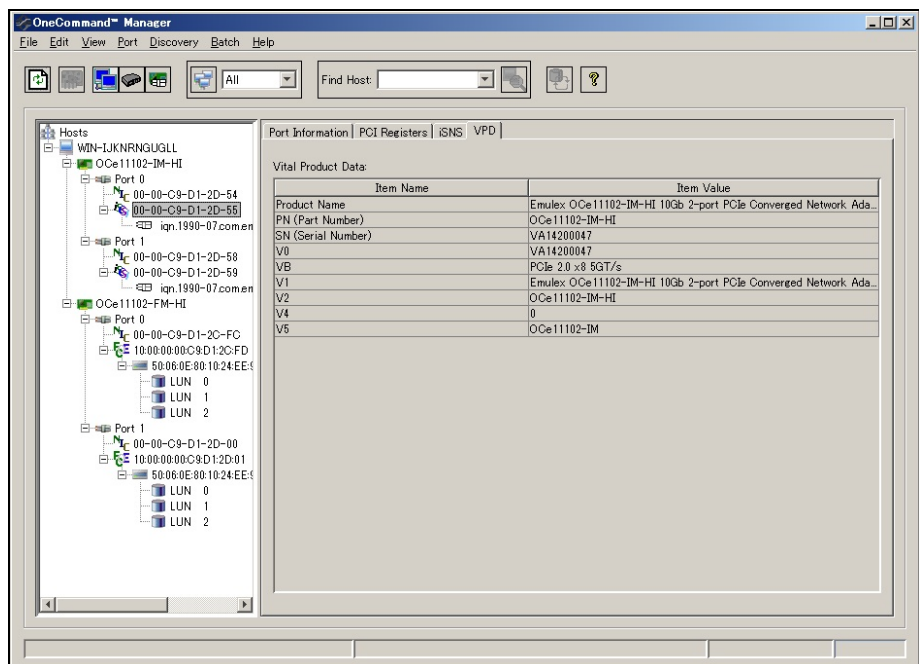 OneCommand™ Manager
File Edit View Port Discovery Batch Help
All
Find Host:
Hosts
WIN-IJKNRNGUGLL
OCe11102-IM-HI
Port 0
00-00-C9-D1-2D-54
00-00-C9-D1-2D-55
iqn.1990-07.com.em
Port 1
00-00-C9-D1-2D-58
00-00-C9-D1-2D-59
iqn.1990-07.com.em
OCe11102-FM-HI
Port 0
00-00-C9-D1-2C-FC
10:00:00:00:C9:D1:2C:FD
50:06:0E:80:10:24:EE:9
LUN 0
LUN 1
LUN 2
Port 1
00-00-C9-D1-2D-00
10:00:00:00:C9:D1:2D:01
50:06:0E:80:10:24:EE:9
LUN 0
LUN 1
LUN 2
Port Information PCI Registers iSNS VPD
Vital Product Data:
Item Name Item Value
Product Name Emulex OCe11102-IM-HI 10Gb 2-port PCIe Converged Network Ada...
PN (Part Number) OCe11102-IM-HI
SN (Serial Number) VA14200047
V0 VA14200047
VB PCIe 2.0 x8 5GT/s
V1 Emulex OCe11102-IM-HI 10Gb 2-port PCIe Converged Network Ada...
V2 OCe11102-IM-HI
V4 0
V5 OCe11102-IM